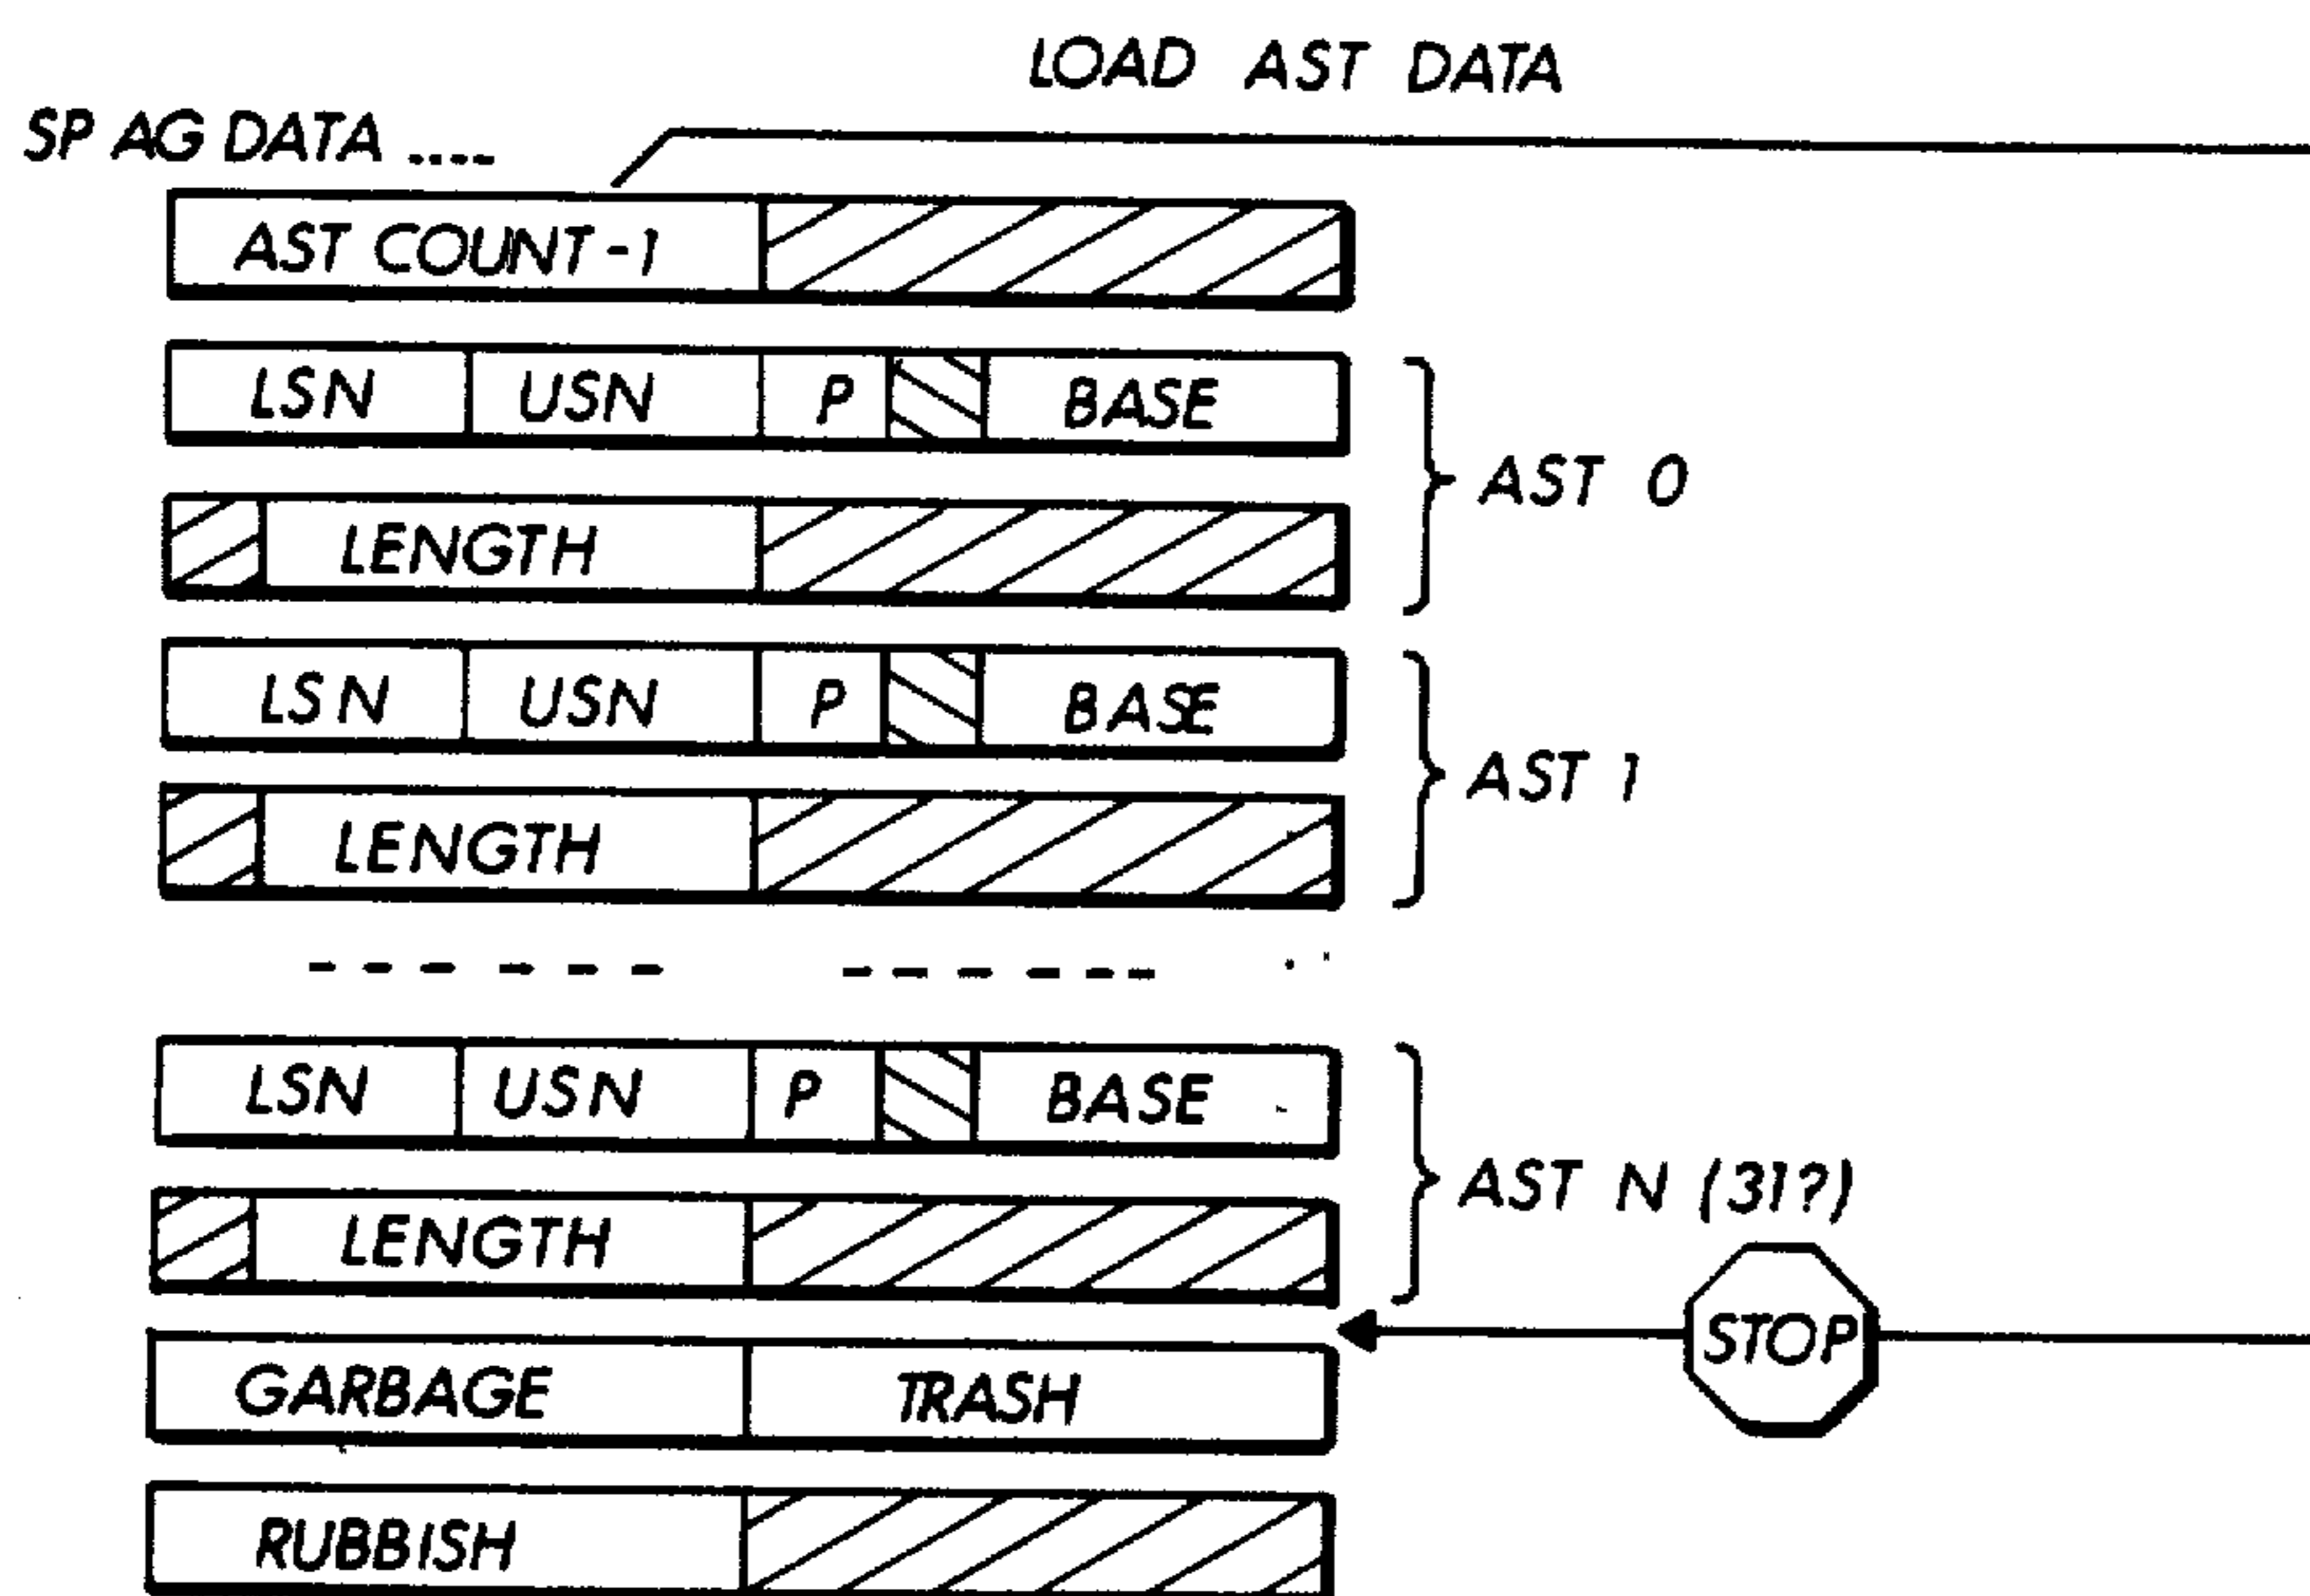 LOAD AST DATA
SP AG DATA ....
AST COUNT-1
LSN USN P BASE
AST 0
LENGTH
LSN USN P BASE
AST 1
LENGTH
LSN USN P BASE
AST N (31?)
LENGTH
STOP
GARBAGE TRASH
RUBBISH